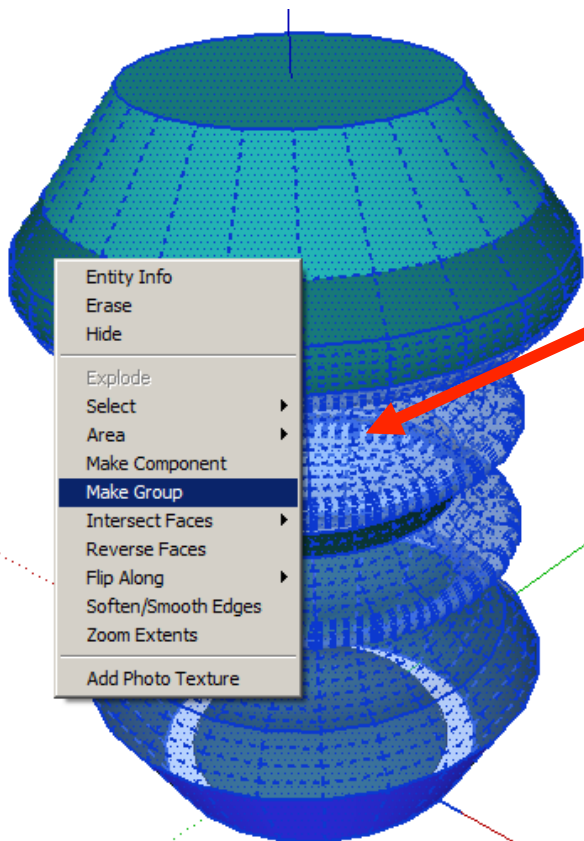 Entity Info
Erase
Hide
Explode
Select
Area
Make Component
Make Group
Intersect Faces
Reverse Faces
Flip Along
Soften/Smooth Edges
Zoom Extents
Add Photo Texture